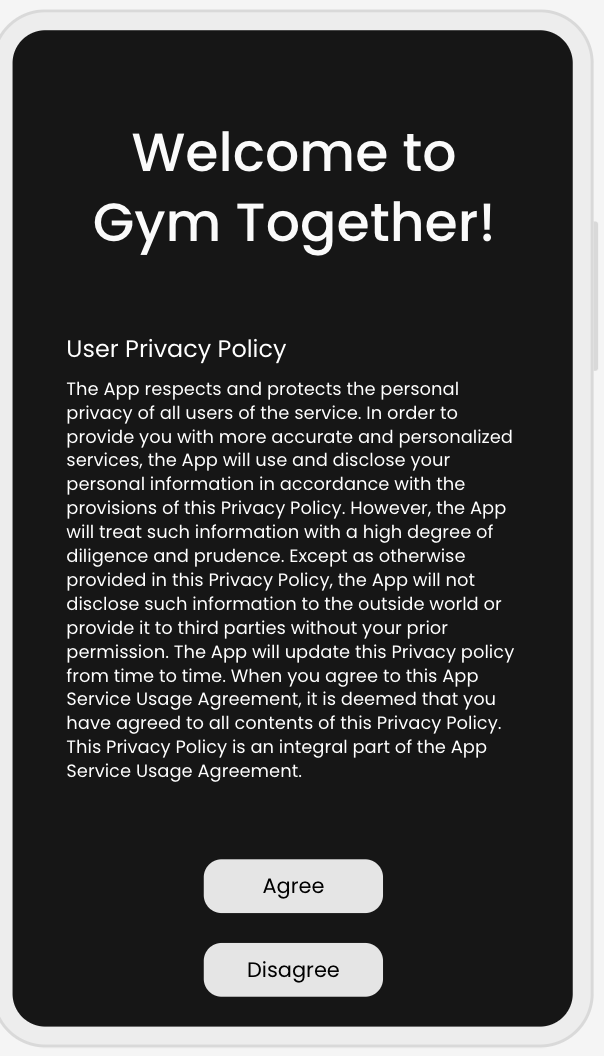 Welcome to
Gym Together!
User Privacy Policy
The App respects and protects the personal
privacy of all users of the service. In order to
provide you with more accurate and personalized
services, the App will use and disclose your
personal information in accordance with the
provisions of this Privacy Policy. However, the App
will treat such information with a high degree of
diligence and prudence. Except as otherwise
provided in this Privacy Policy, the App will not
disclose such information to the outside world or
provide it to third parties without your prior
permission. The App will update this Privacy policy
from time to time. When you agree to this App
Service Usage Agreement, it is deemed that you
have agreed to all contents of this Privacy Policy.
This Privacy Policy is an integral part of the App
Service Usage Agreement.
Agree
Disagree